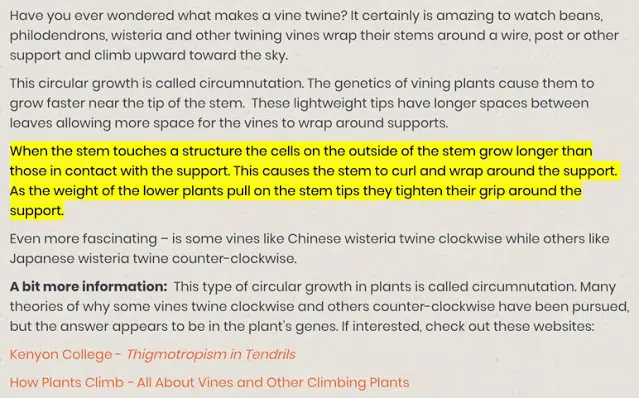 Have you ever wondered what makes a vine twine? It certainly is amazing to watch beans,
philodendrons, wisteria and other twining vines wrap their stems around a wire, post or other
support and climb upward toward the sky.
This circular growth is called circumnutation. The genetics of vining plants cause them to
grow faster near the tip of the stem. These lightweight tips have longer spaces between
leaves allowing more space for the vines to wrap around supports.
When the stem touches a structure the cells on the outside of the stem grow longer than
those in contact with the support. This causes the stem to curl and wrap around the support.
As the weight of the lower plants pull on the stem tips they tighten their grip around the
support.
Even more fascinating – is some vines like Chinese wisteria twine clockwise while others like
Japanese wisteria twine counter-clockwise.
A bit more information: This type of circular growth in plants is called circumnutation. Many
theories of why some vines twine clockwise and others counter-clockwise have been pursued,
but the answer appears to be in the plant's genes. If interested, check out these websites:
Kenyon College - Thigmotropism in Tendrils
How Plants Climb - All About Vines and Other Climbing Plants